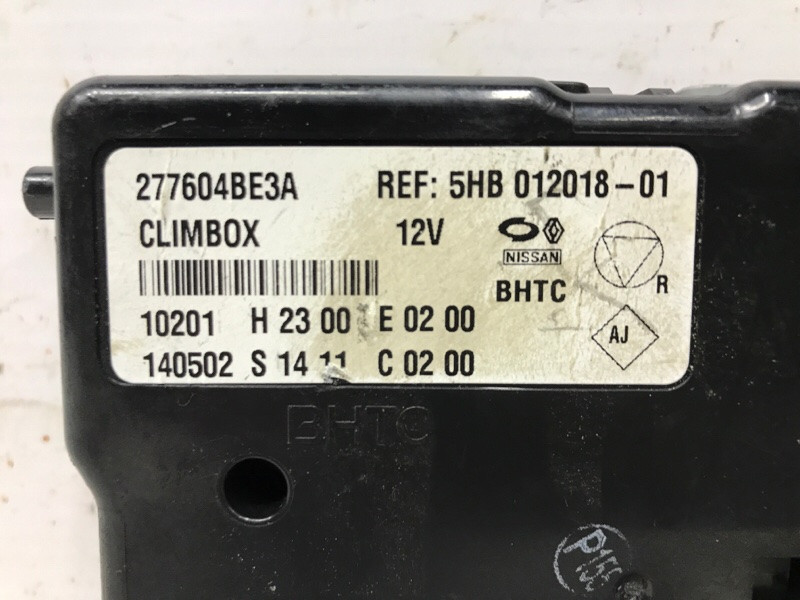 277604BE3A REF: 5HB 012018-01
CLIMBOX 12V
NISSAN
BHTC R
10201 H 23 00 E 02 00
AJ
140502 S 14 11 C 02 00
BHTC